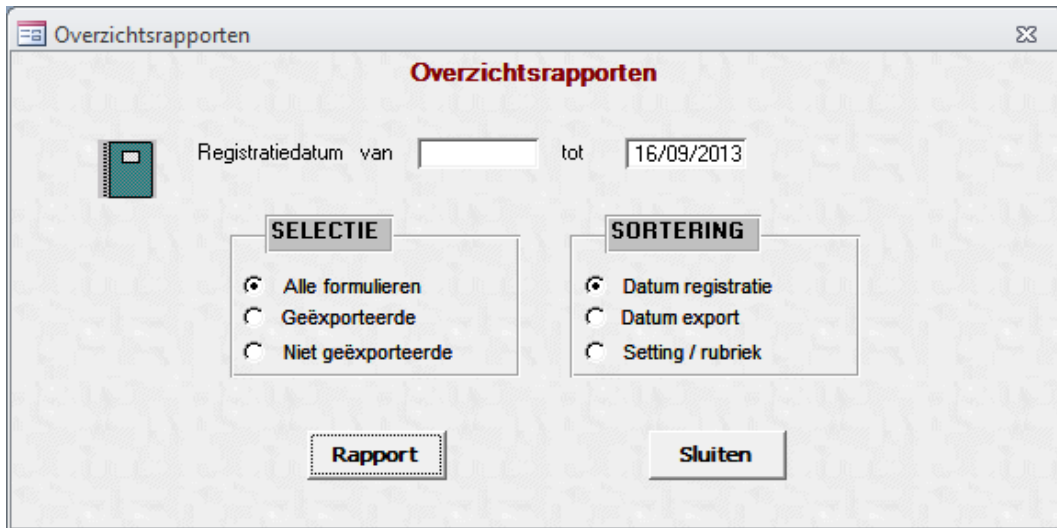 Overzichtsrapporten
Overzichtsrapporten
Registratiedatum van tot 16/09/2013
SELECTIE SORTERING
Alle formulieren Datum registratie
Geëxporteerde Datum export
Niet geëxporteerde Setting / rubriek
Rapport Sluiten